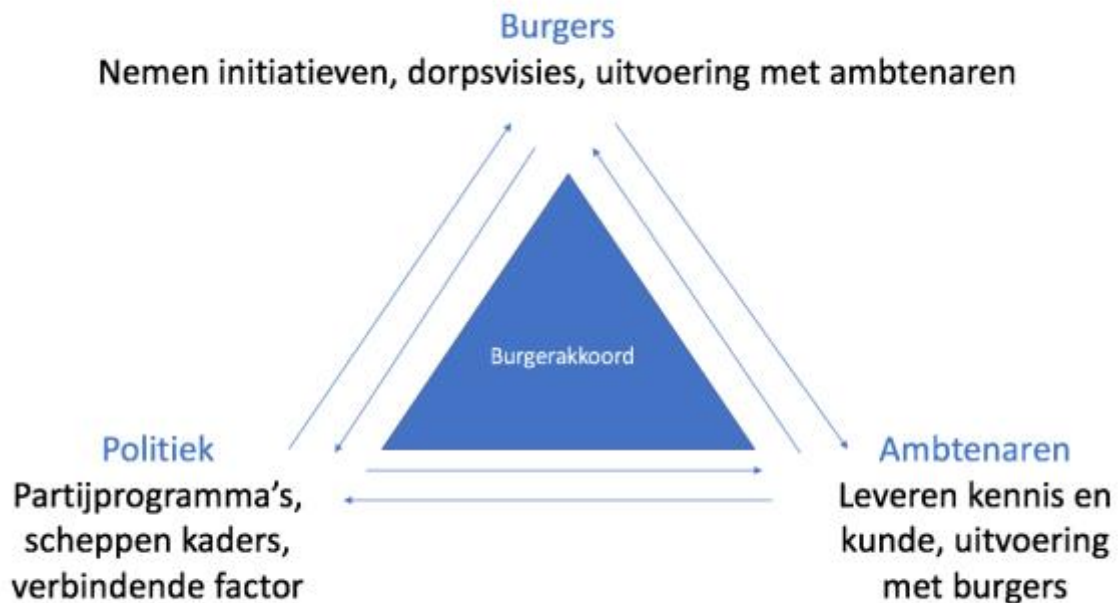 Burgers
Nemen initiatieven, dorpsvisies, uitvoering met ambtenaren
Burgerakkoord
Politiek
Partijprogramma's,
scheppen kaders,
verbindende factor
Ambtenaren
Leveren kennis en
kunde, uitvoering
met burgers